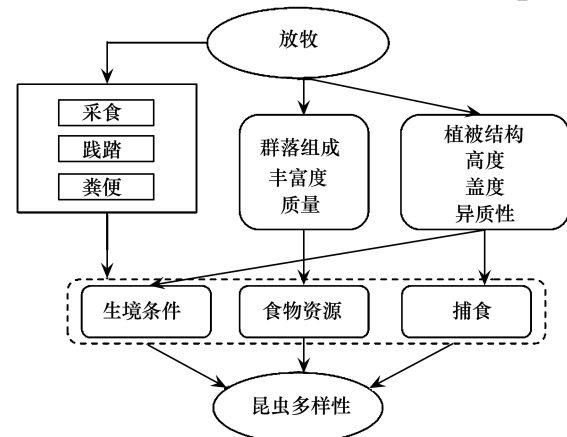 放牧
采食
践踏
粪便
群落组成
丰富度
质量
植被结构
高度
盖度
异质性
生境条件
食物资源
捕食
昆虫多样性